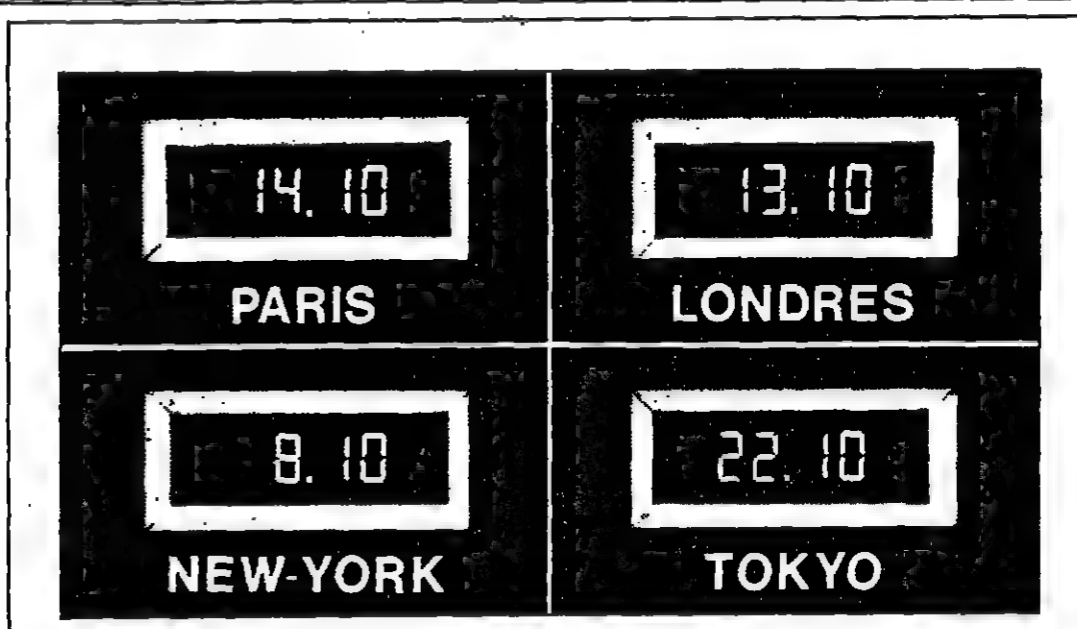 14.10
PARIS
13.10
LONDRES
8.10
NEW-YORK
22.10
TOKYO